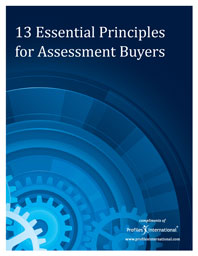 13 Essential Principles
for Assessment Buyers
compliments of
Profiles International
www.profilesinternational.com